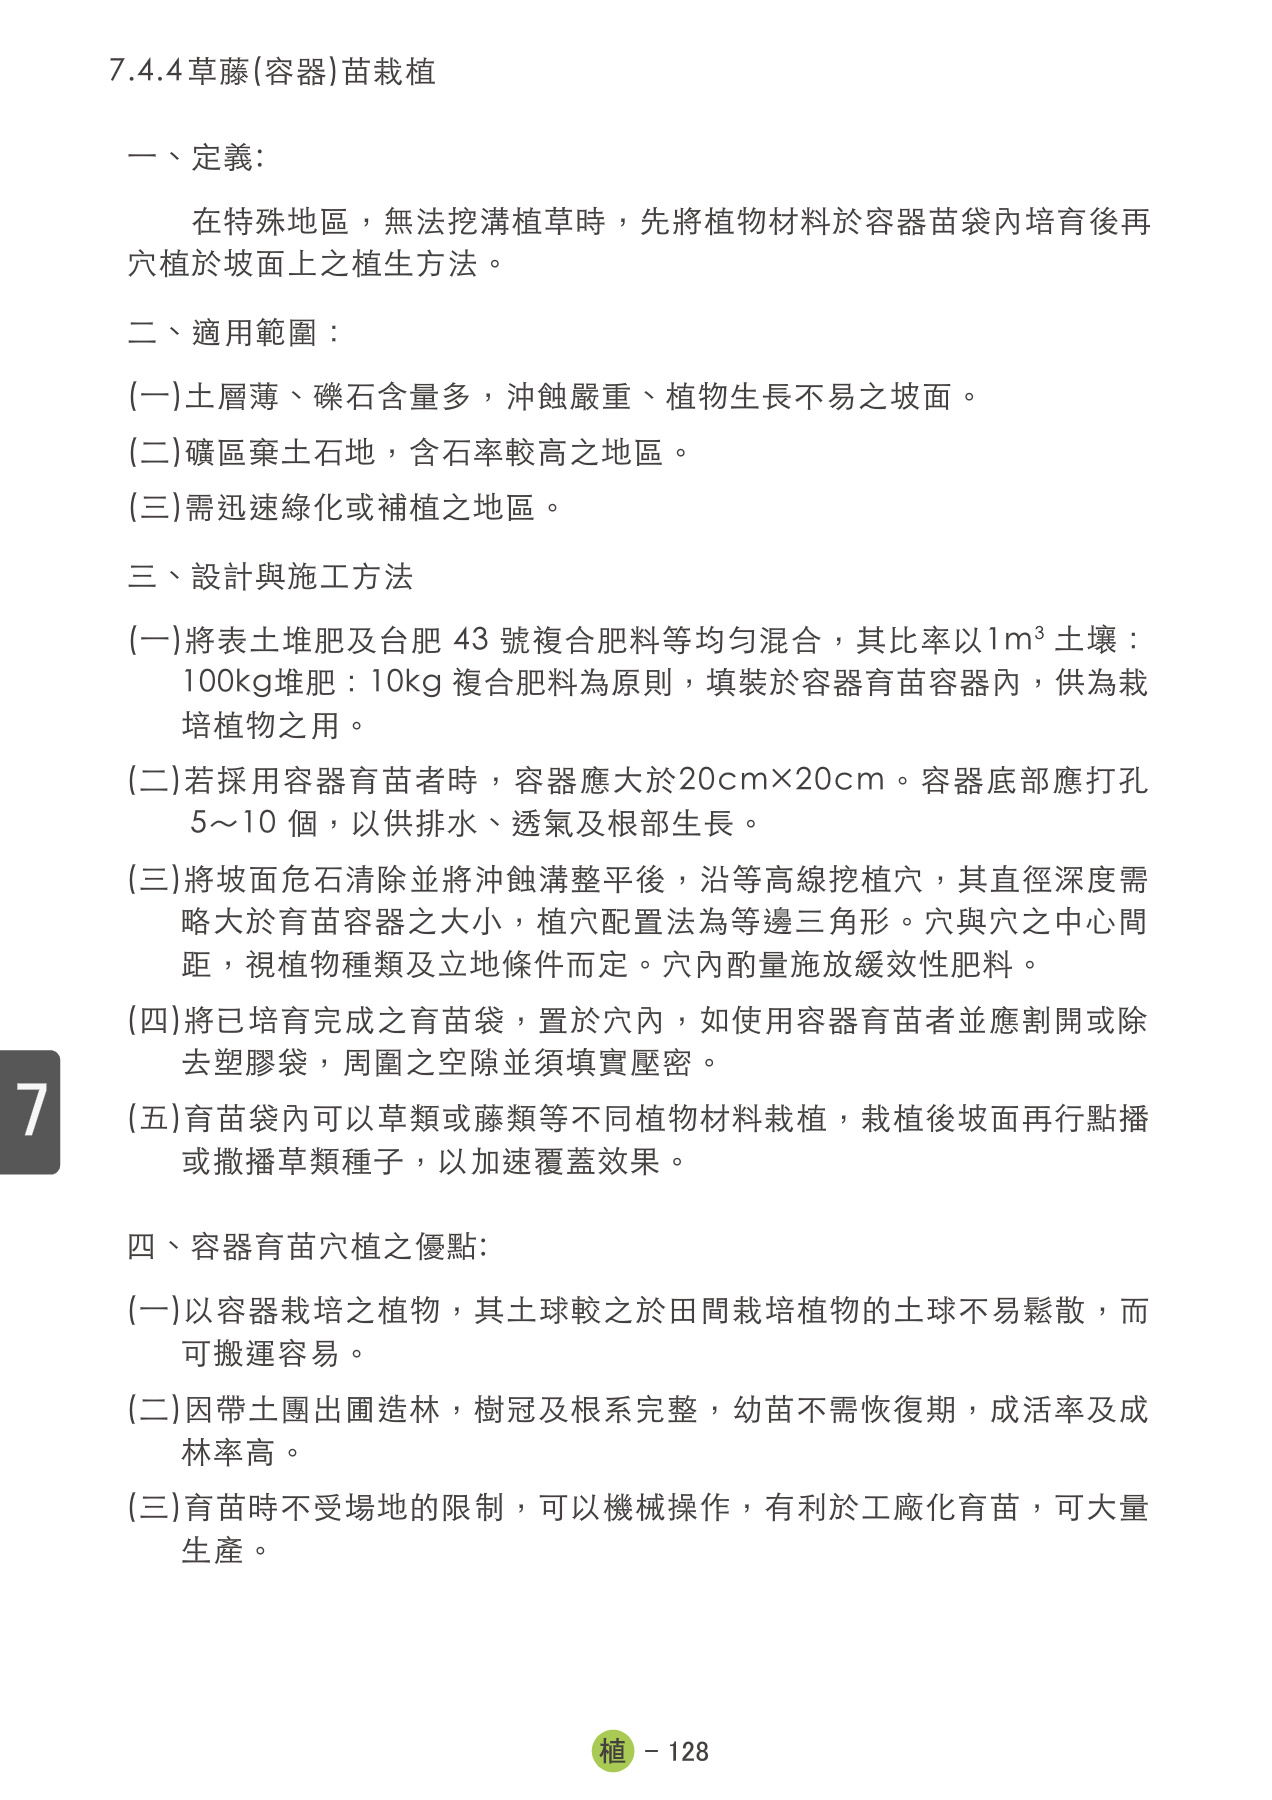 7.4.4草藤(容器)苗栽植
一、定義:
在特殊地區，無法挖溝植草時，先將植物材料於容器苗袋內培育後再
穴植於坡面上之植生方法。
二、適用範圍：
(一)土層薄、礫石含量多，沖蝕嚴重、植物生長不易之坡面。
(二)礦區棄土石地，含石率較高之地區。
(三)需迅速綠化或補植之地區。
三、設計與施工方法
(一)將表土堆肥及台肥 43 號複合肥料等均勻混合，其比率以1m³ 土壤：
100kg堆肥：10kg 複合肥料為原則，填裝於容器育苗容器內，供為栽
培植物之用。
(二)若採用容器育苗者時，容器應大於20cm×20cm。容器底部應打孔
5～10 個，以供排水、透氣及根部生長。
(三)將坡面危石清除並將沖蝕溝整平後，沿等高線挖植穴，其直徑深度需
略大於育苗容器之大小，植穴配置法為等邊三角形。穴與穴之中心間
距，視植物種類及立地條件而定。穴內酌量施放緩效性肥料。
(四)將已培育完成之育苗袋，置於穴內，如使用容器育苗者並應割開或除
去塑膠袋，周圍之空隙並須填實壓密。
7
(五)育苗袋內可以草類或藤類等不同植物材料栽植，栽植後坡面再行點播
或撒播草類種子，以加速覆蓋效果。
四、容器育苗穴植之優點:
(一)以容器栽培之植物，其土球較之於田間栽培植物的土球不易鬆散，而
可搬運容易。
(二)因帶土團出圃造林，樹冠及根系完整，幼苗不需恢復期，成活率及成
林率高。
(三)育苗時不受場地的限制，可以機械操作，有利於工廠化育苗，可大量
生產。
植 – 128